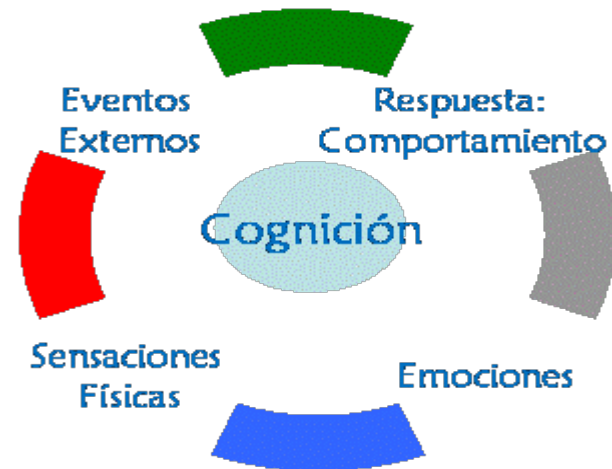 Eventos
Externos
Respuesta:
Comportamiento
Cognición
Sensaciones
Físicas
Emociones